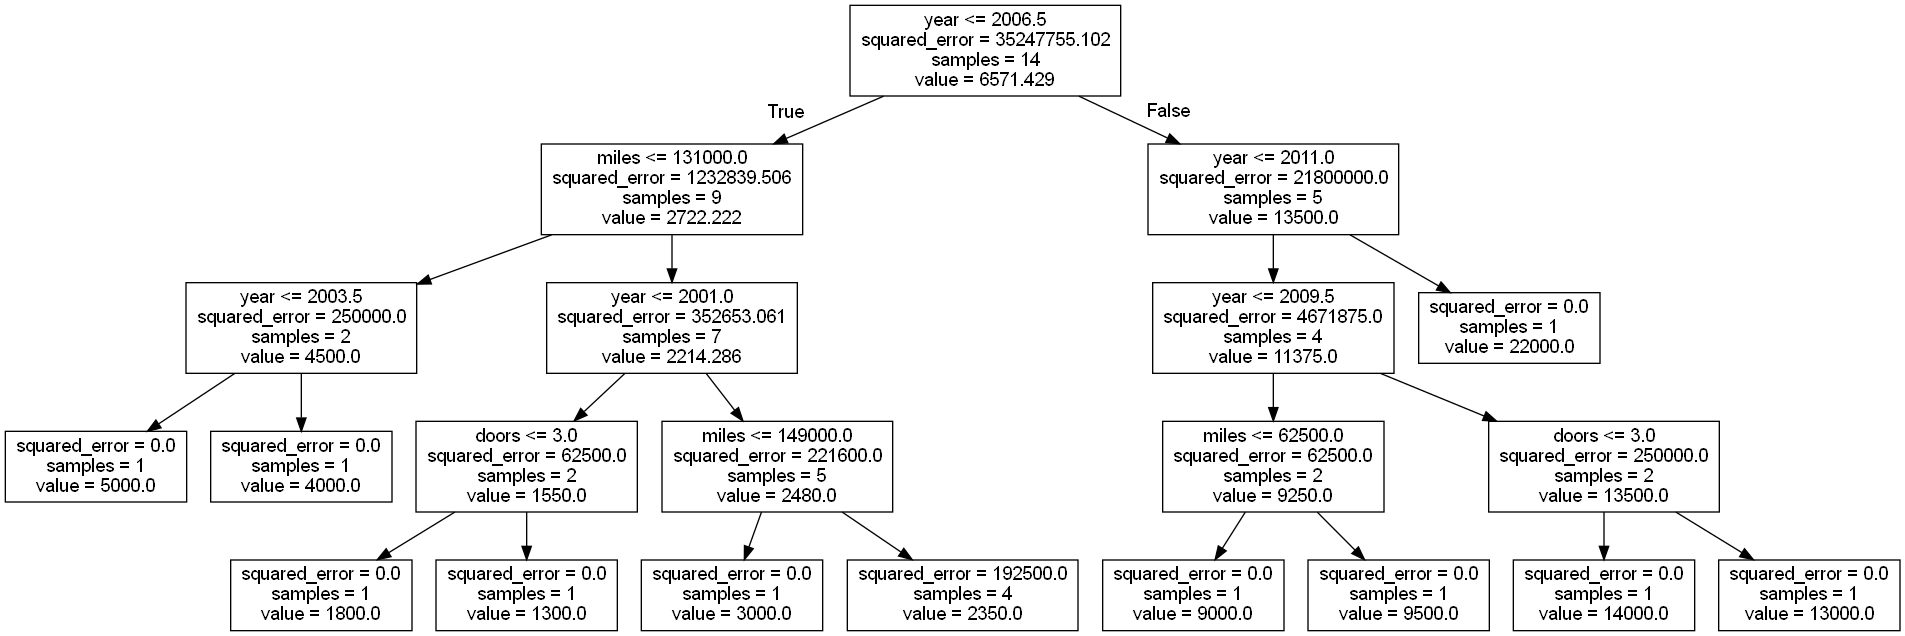 year <= 2006.5
squared_error = 35247755.102
samples = 14
value = 6571.429
True
False
miles <= 131000.0
squared_error = 1232839.506
samples = 9
value = 2722.222
year <= 2011.0
squared_error = 21800000.0
samples = 5
value = 13500.0
year <= 2003.5
squared_error = 250000.0
samples = 2
value = 4500.0
year <= 2001.0
squared_error = 352653.061
samples = 7
value = 2214.286
year <= 2009.5
squared_error = 4671875.0
samples = 4
value = 11375.0
squared_error = 0.0
samples = 1
value = 22000.0
squared_error = 0.0
samples = 1
value = 5000.0
squared_error = 0.0
samples = 1
value = 4000.0
doors <= 3.0
squared_error = 62500.0
samples = 2
value = 1550.0
miles <= 149000.0
squared_error = 221600.0
samples = 5
value = 2480.0
miles <= 62500.0
squared_error = 62500.0
samples = 2
value = 9250.0
doors <= 3.0
squared_error = 250000.0
samples = 2
value = 13500.0
squared_error = 0.0
samples = 1
value = 1800.0
squared_error = 0.0
samples = 1
value = 1300.0
squared_error = 0.0
samples = 1
value = 3000.0
squared_error = 192500.0
samples = 4
value = 2350.0
squared_error = 0.0
samples = 1
value = 9000.0
squared_error = 0.0
samples = 1
value = 9500.0
squared_error = 0.0
samples = 1
value = 14000.0
squared_error = 0.0
samples = 1
value = 13000.0